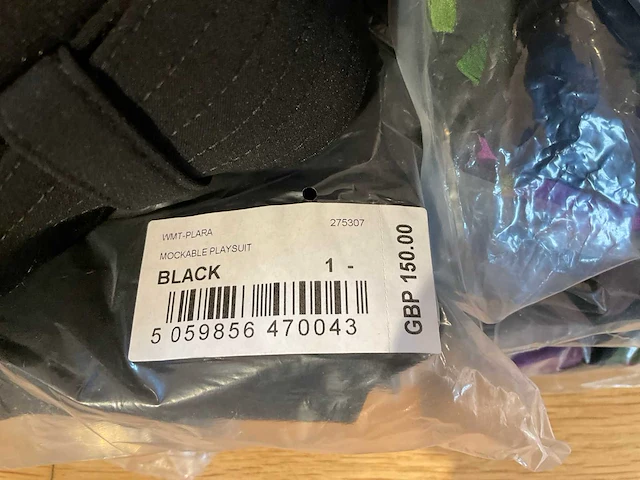 WMT-PLARA 275307
MOCKABLE PLAYSUIT
BLACK 1 -
5 059856 470043
GBP 150.00